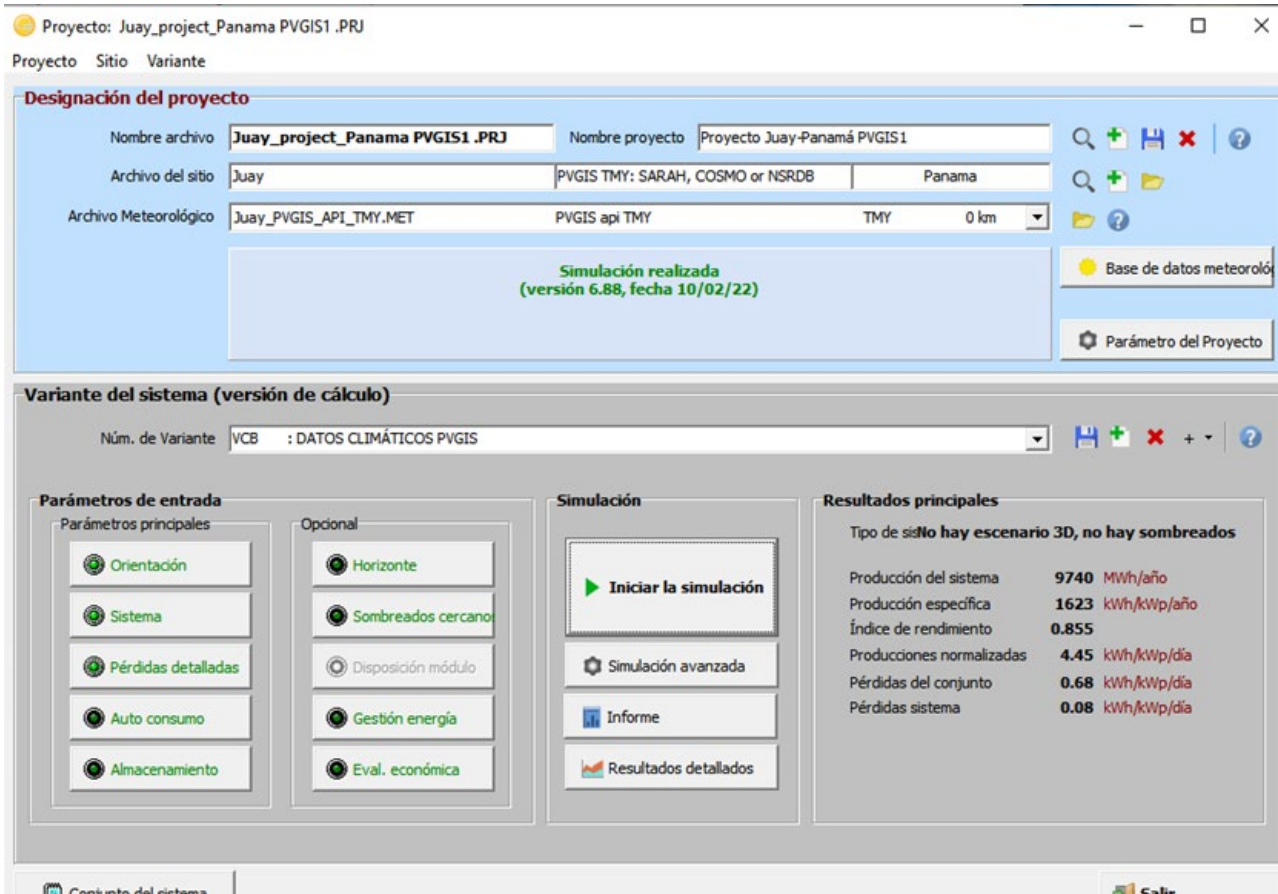 Proyecto: Juay_project_Panama PVGIS1 .PRJ
Proyecto Sitio Variante
Designación del proyecto
Nombre archivo Juay_project_Panama PVGIS1 .PRJ Nombre proyecto Proyecto Juay-Panamá PVGIS1
Archivo del sitio Juay PVGIS TMY: SARAH, COSMO or NSRDB Panama
Archivo Meteorológico Juay_PVGIS_API_TMY.MET PVGIS api TMY TMY 0 km
Simulación realizada
(versión 6.88, fecha 10/02/22)
Base de datos meteoroló
Parámetro del Proyecto
Variante del sistema (versión de cálculo)
Núm. de Variante VCB : DATOS CLIMÁTICOS PVGIS
Parámetros de entrada
Parámetros principales
Orientación
Sistema
Pérdidas detalladas
Auto consumo
Almacenamiento
Opcional
Horizonte
Sombreados cercano
Disposición módulo
Gestión energía
Eval. económica
Simulación
Iniciar la simulación
Simulación avanzada
Informe
Resultados detallados
Resultados principales
Tipo de sisNo hay escenario 3D, no hay sombreados
Producción del sistema 9740 MWh/año
Producción específica 1623 kWh/kWp/año
Índice de rendimiento 0.855
Producciones normalizadas 4.45 kWh/kWp/día
Pérdidas del conjunto 0.68 kWh/kWp/día
Pérdidas sistema 0.08 kWh/kWp/día
Conjunto del sistema
Salir